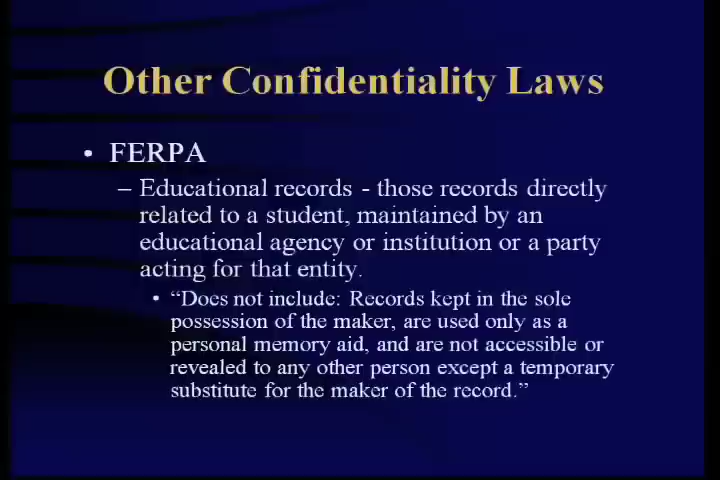 Other Confidentiality Laws
• FERPA
– Educational records - those records directly
related to a student, maintained by an
educational agency or institution or a party
acting for that entity.
• “Does not include: Records kept in the sole
possession of the maker, are used only as a
personal memory aid, and are not accessible or
revealed to any other person except a temporary
substitute for the maker of the record.”